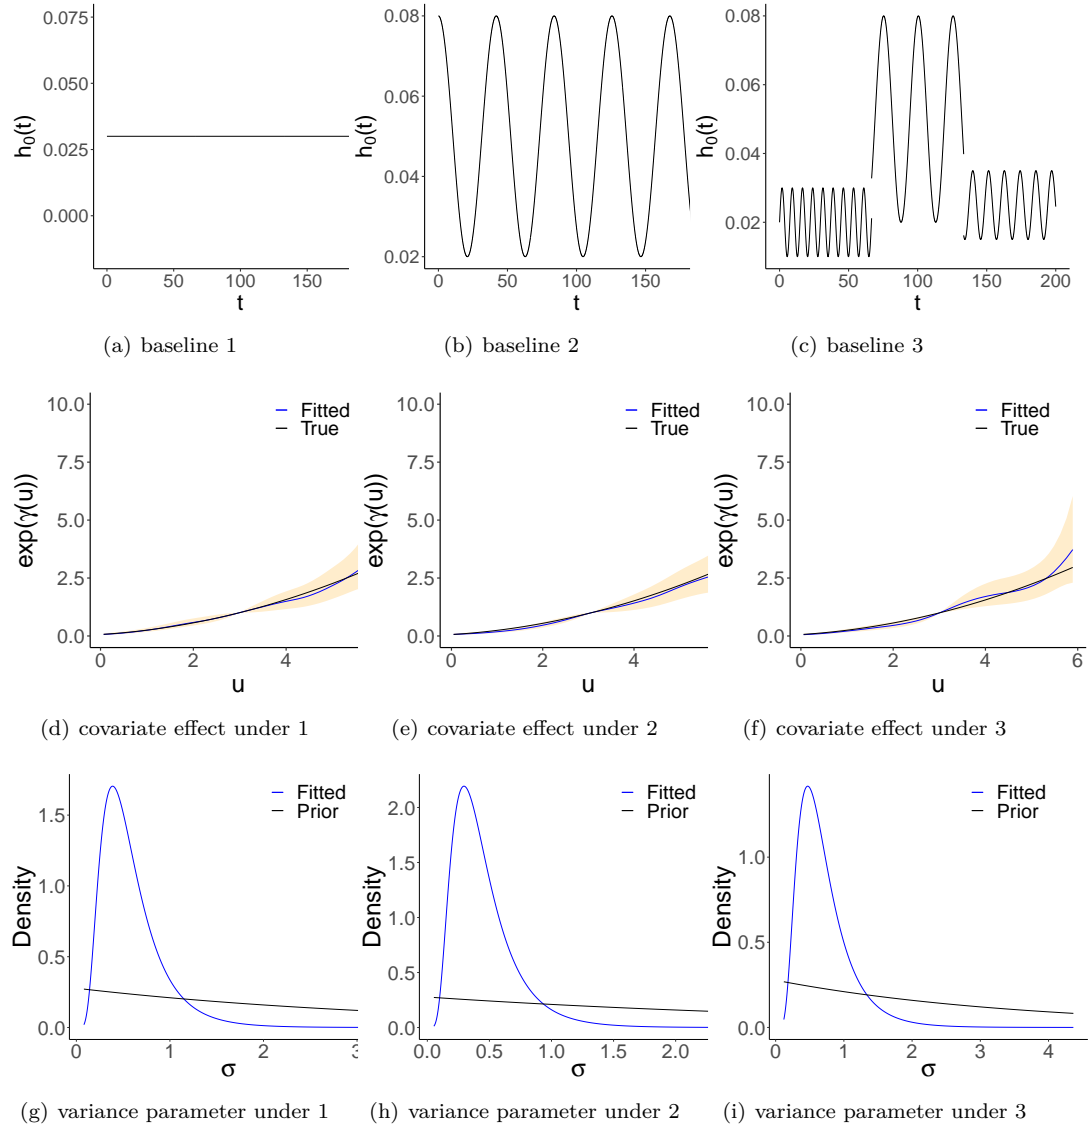 0.075
0.050
0.025
0.000
h₀(t)
0 50 100 150
t
(a) baseline 1
0.08
0.06
0.04
0.02
h₀(t)
0 50 100 150
t
(b) baseline 2
0.08
0.06
0.04
0.02
h₀(t)
0 50 100 150 200
t
(c) baseline 3
10.0
7.5
5.0
2.5
0.0
exp(γ(u))
Fitted
True
0 2 4
u
(d) covariate effect under 1
10.0
7.5
5.0
2.5
0.0
exp(γ(u))
Fitted
True
0 2 4
u
(e) covariate effect under 2
10.0
7.5
5.0
2.5
0.0
exp(γ(u))
Fitted
True
0 2 4 6
u
(f) covariate effect under 3
1.5
1.0
0.5
0.0
Density
Fitted
Prior
0 1 2 3
σ
(g) variance parameter under 1
2.0
1.5
1.0
0.5
0.0
Density
Fitted
Prior
0.0 0.5 1.0 1.5 2.0
σ
(h) variance parameter under 2
1.0
0.5
0.0
Density
Fitted
Prior
0 1 2 3 4
σ
(i) variance parameter under 3